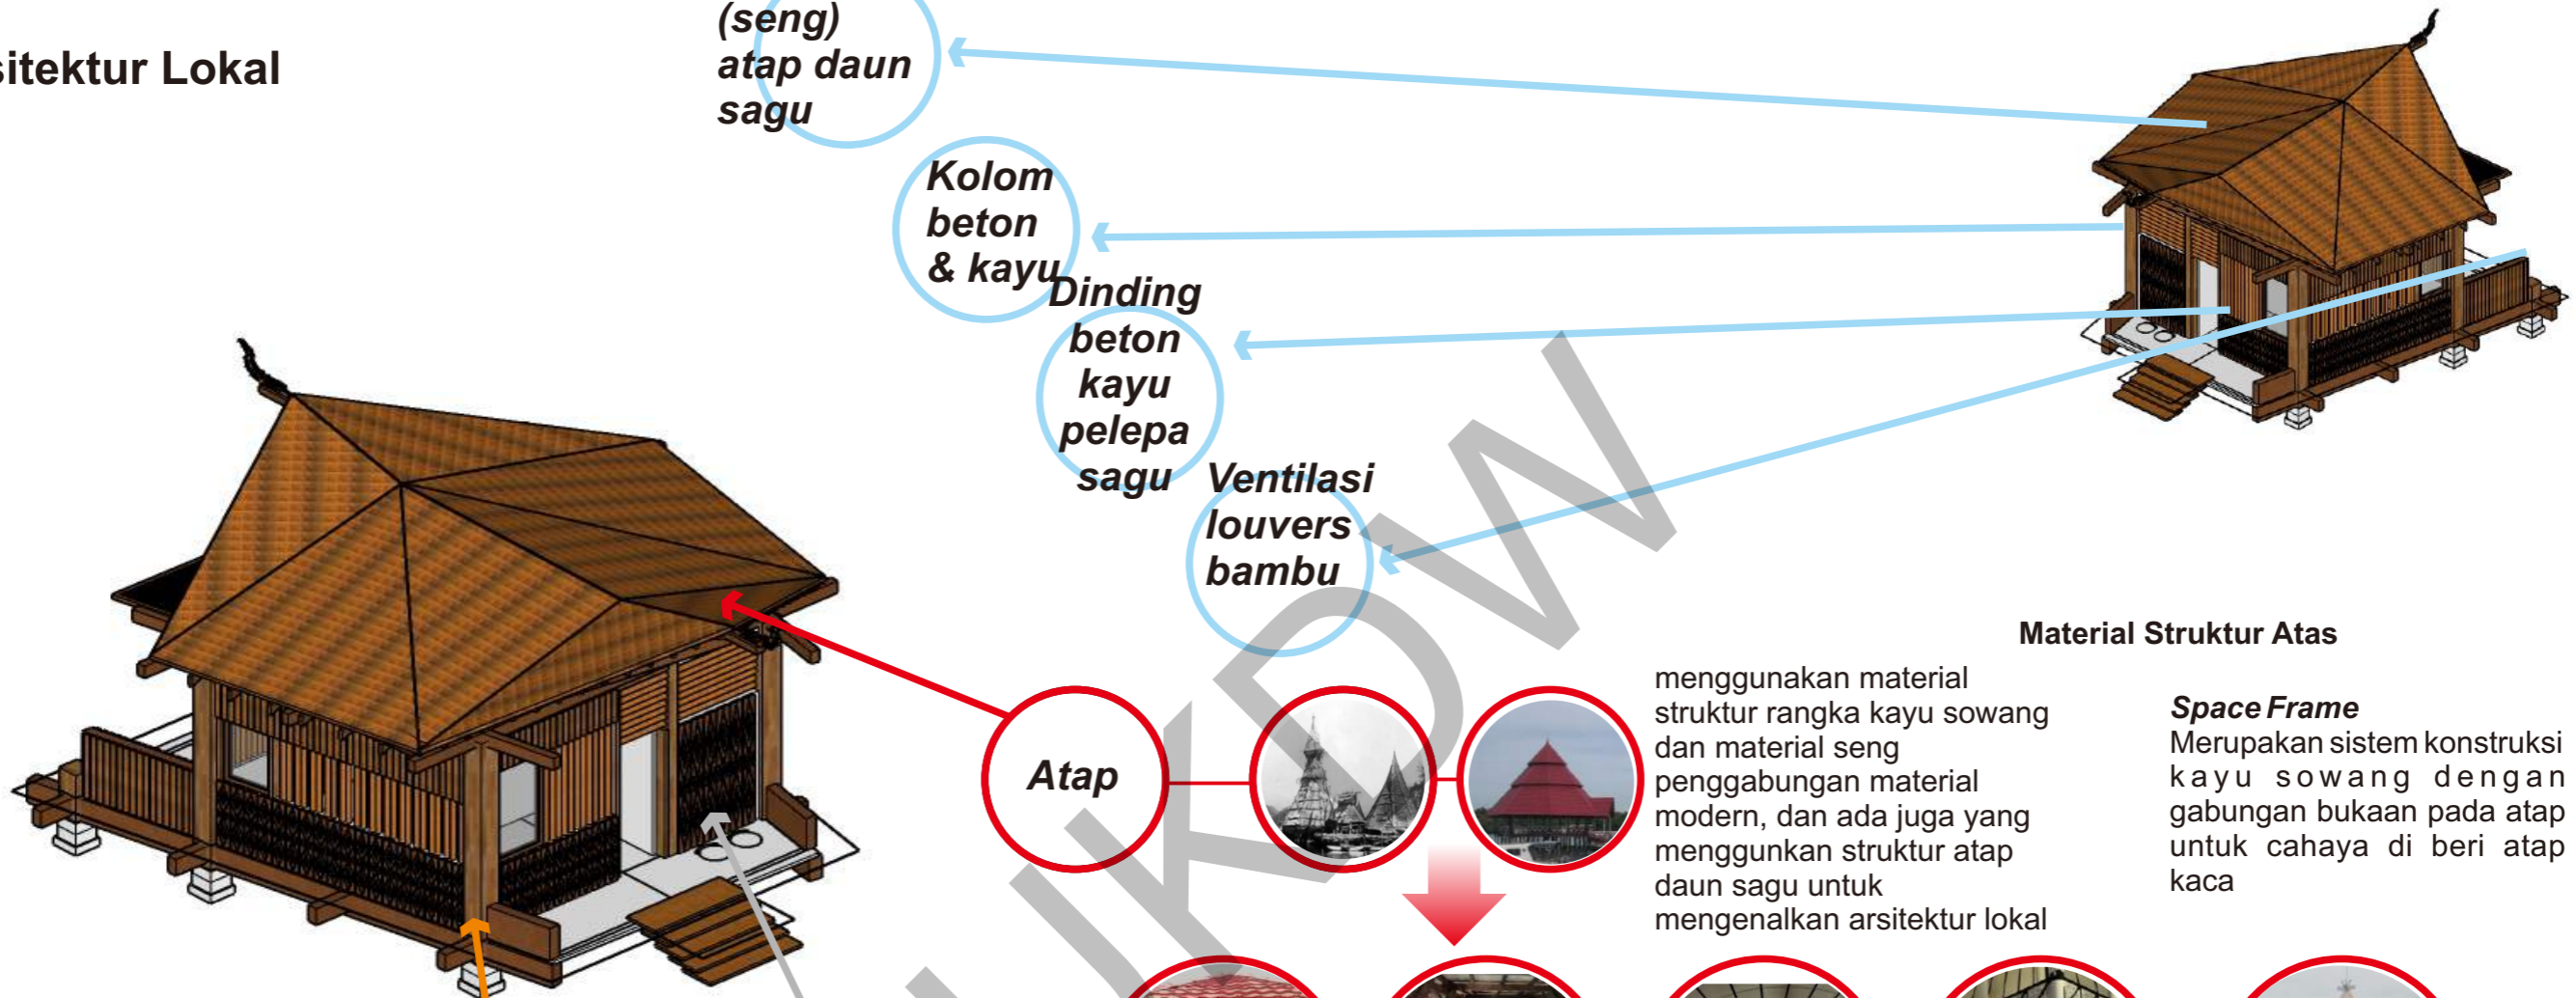 sitektur Lokal
(seng)
atap daun
sagu
Kolom
beton
& kayu
Dinding
beton
kayu
pelepa
sagu
Ventilasi
louvers
bambu
Atap
Material Struktur Atas
menggunakan material
struktur rangka kayu sowang
dan material seng
penggabungan material
modern, dan ada juga yang
menggunkan struktur atap
daun sagu untuk
mengenalkan arsitektur lokal
Space Frame
Merupakan sistem konstruksi
kayu sowang dengan
gabungan bukaan pada atap
untuk cahaya di beri atap
kaca
UKDW